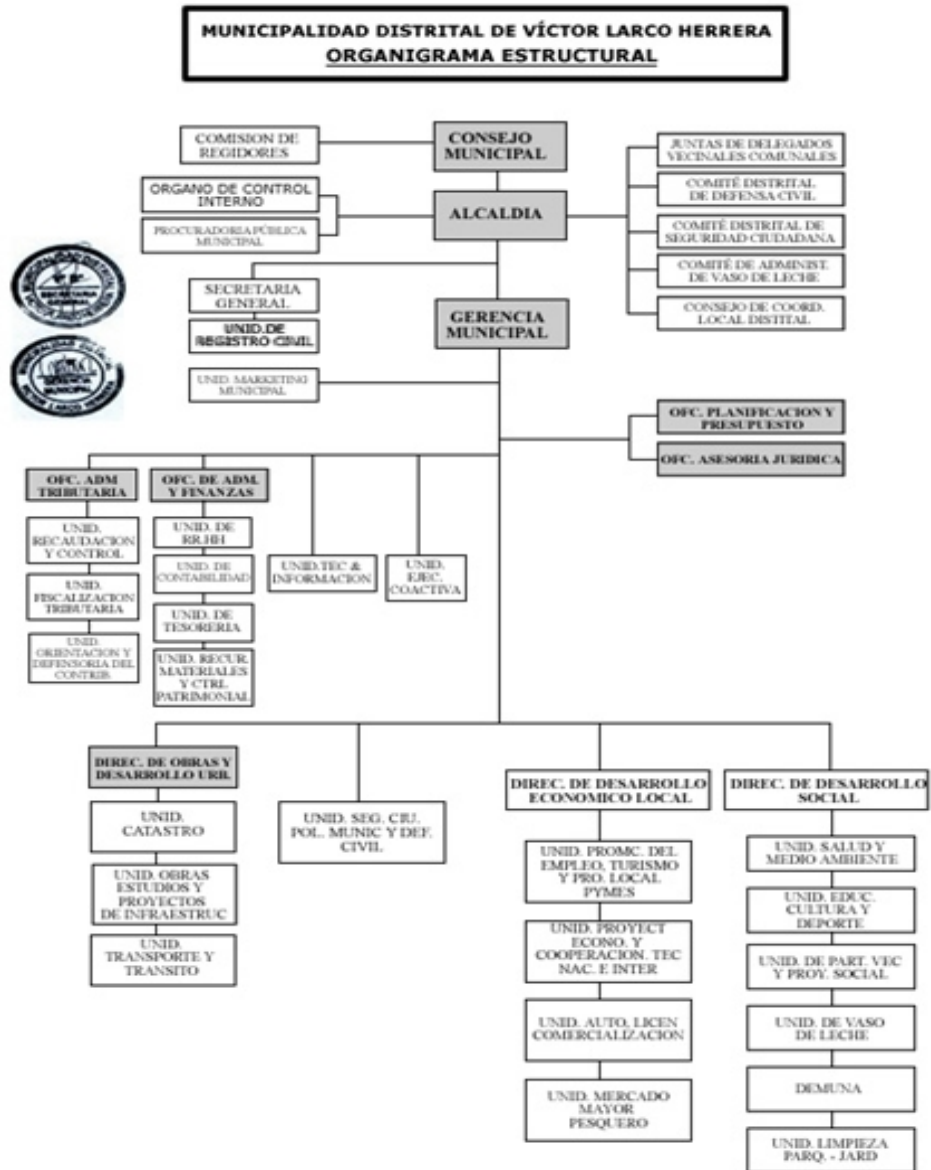 MUNICIPALIDAD DISTRITAL DE VÍCTOR LARCO HERRERA
ORGANIGRAMA ESTRUCTURAL
COMISION DE
REGIDORES
CONSEJO
MUNICIPAL
JUNTAS DE DELEGADOS
VECINALES COMUNALES
ORGANO DE CONTROL
INTERNO
PROCURADORIA PÚBLICA
MUNICIPAL
ALCALDIA
COMITÉ DISTRITAL
DE DEFENSA CIVIL
COMITÉ DISTRITAL DE
SEGURIDAD CIUDADANA
COMITÉ DE ADMINIST.
DE VASO DE LECHE
CONSEJO DE COORD.
LOCAL DISTITAL
SECRETARIA
GENERAL
UNID.DE
REGISTRO CIVIL
GERENCIA
MUNICIPAL
MUNICIPALIDAD DISTRITAL
SECRETARIA
GENERAL
GERENCIA
MUNICIPAL
VICTOR LARCO HERRERA
UNID. MARKETING
MUNICIPAL
OFC. PLANIFICACION Y
PRESUPUESTO
OFC. ASESORIA JURIDICA
OFC. ADM
TRIBUTARIA
UNID.
RECAUDACION
Y CONTROL
UNID.
FISCALIZACION
TRIBUTARIA
UNID.
ORIENTACION Y
DEFENSORIA DEL
CONTRIB.
OFC. DE ADM.
Y FINANZAS
UNID. DE
RR.HH
UNID. DE
CONTABILIDAD
UNID. DE
TESORERIA
UNID. RECUR.
MATERIALES
Y CTRL
PATRIMONIAL
UNID.TEC &
INFORMACION
UNID.
EJEC.
COACTIVA
DIREC. DE OBRAS Y
DESARROLLO URB.
UNID.
CATASTRO
UNID. OBRAS
ESTUDIOS Y
PROYECTOS
DE INFRAESTRUC
UNID.
TRANSPORTE Y
TRANSITO
UNID. SEG. CIU.
POL. MUNIC Y DEF.
CIVIL
DIREC. DE DESARROLLO
ECONOMICO LOCAL
UNID. PROMC. DEL
EMPLEO, TURISMO
Y PRO. LOCAL
PYMES
UNID. PROYECT
ECONO. Y
COOPERACION. TEC
NAC. E INTER
UNID. AUTO, LICEN
COMERCIALIZACION
UNID. MERCADO
MAYOR
PESQUERO
DIREC. DE DESARROLLO
SOCIAL
UNID. SALUD Y
MEDIO AMBIENTE
UNID. EDUC.
CULTURA Y
DEPORTE
UNID. DE PART. VEC
Y PROY. SOCIAL
UNID. DE VASO
DE LECHE
DEMUNA
UNID. LIMPIEZA
PARQ. - JARD